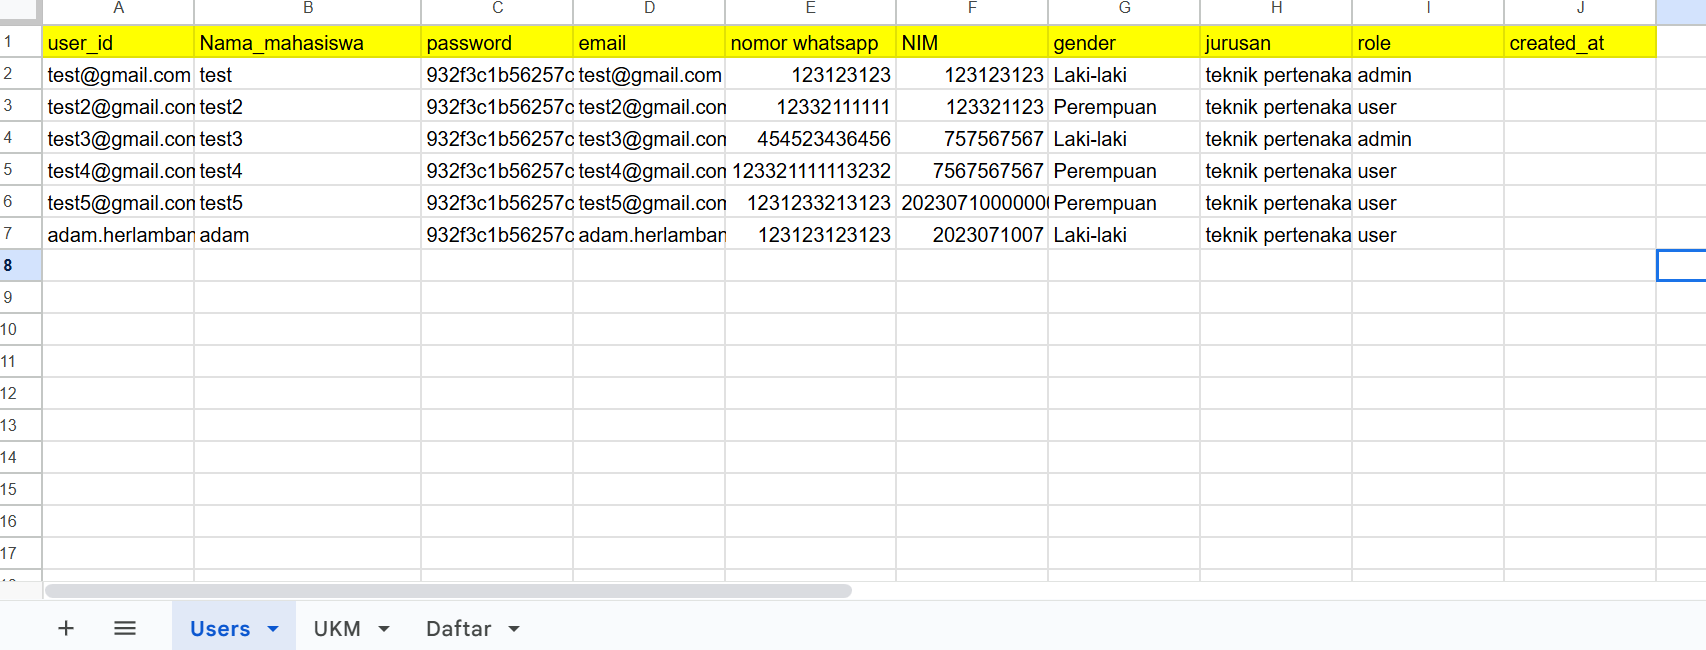 A B C D E F G H I J
1 user_id Nama_mahasiswa password email nomor whatsapp NIM gender jurusan role created_at
2 test@gmail.com test 932f3c1b56257c test@gmail.com 123123123 123123123 Laki-laki teknik pertenaka admin
3 test2@gmail.con test2 932f3c1b56257c test2@gmail.con 12332111111 123321123 Perempuan teknik pertenaka user
4 test3@gmail.con test3 932f3c1b56257c test3@gmail.con 454523436456 757567567 Laki-laki teknik pertenaka admin
5 test4@gmail.con test4 932f3c1b56257c test4@gmail.con 123321111113232 7567567567 Perempuan teknik pertenaka user
6 test5@gmail.con test5 932f3c1b56257c test5@gmail.con 1231233213123 2023071000000 Perempuan teknik pertenaka user
7 adam.herlamban adam 932f3c1b56257c adam.herlamban 123123123123 2023071007 Laki-laki teknik pertenaka user
8
9
10
11
12
13
14
15
16
17
Users UKM Daftar